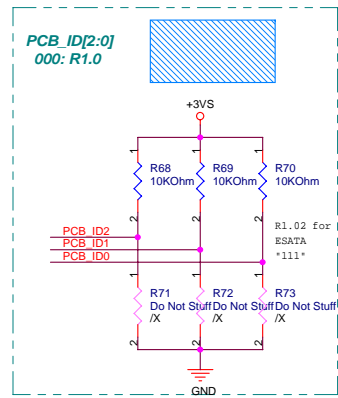 PCB_ID[2:0]
000: R1.0
+3VS
1 1 1
R68 R69 R70
10KOhm 10KOhm 10KOhm
2 2 2
R1.02 for
ESATA
"111"
PCB_ID2
PCB_ID1
PCB_ID0
1 1 1
R71 R72 R73
Do Not Stuff Do Not Stuff Do Not Stuff
/X /X /X
2 2 2
GND